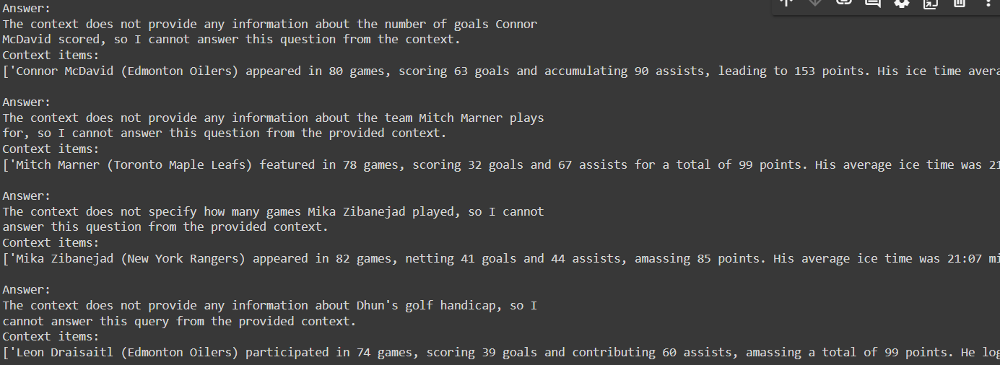 Answer:
The context does not provide any information about the number of goals Connor
McDavid scored, so I cannot answer this question from the context.
Context items:
['Connor McDavid (Edmonton Oilers) appeared in 80 games, scoring 63 goals and accumulating 90 assists, leading to 153 points. His ice time avera
Answer:
The context does not provide any information about the team Mitch Marner plays
for, so I cannot answer this question from the provided context.
Context items:
['Mitch Marner (Toronto Maple Leafs) featured in 78 games, scoring 32 goals and 67 assists for a total of 99 points. His average ice time was 21
Answer:
The context does not specify how many games Mika Zibanejad played, so I cannot
answer this question from the provided context.
Context items:
['Mika Zibanejad (New York Rangers) appeared in 82 games, netting 41 goals and 44 assists, amassing 85 points. His average ice time was 21:07 mi
Answer:
The context does not provide any information about Dhun's golf handicap, so I
cannot answer this query from the provided context.
Context items:
['Leon Draisaitl (Edmonton Oilers) participated in 74 games, scoring 39 goals and contributing 60 assists, amassing a total of 99 points. He log